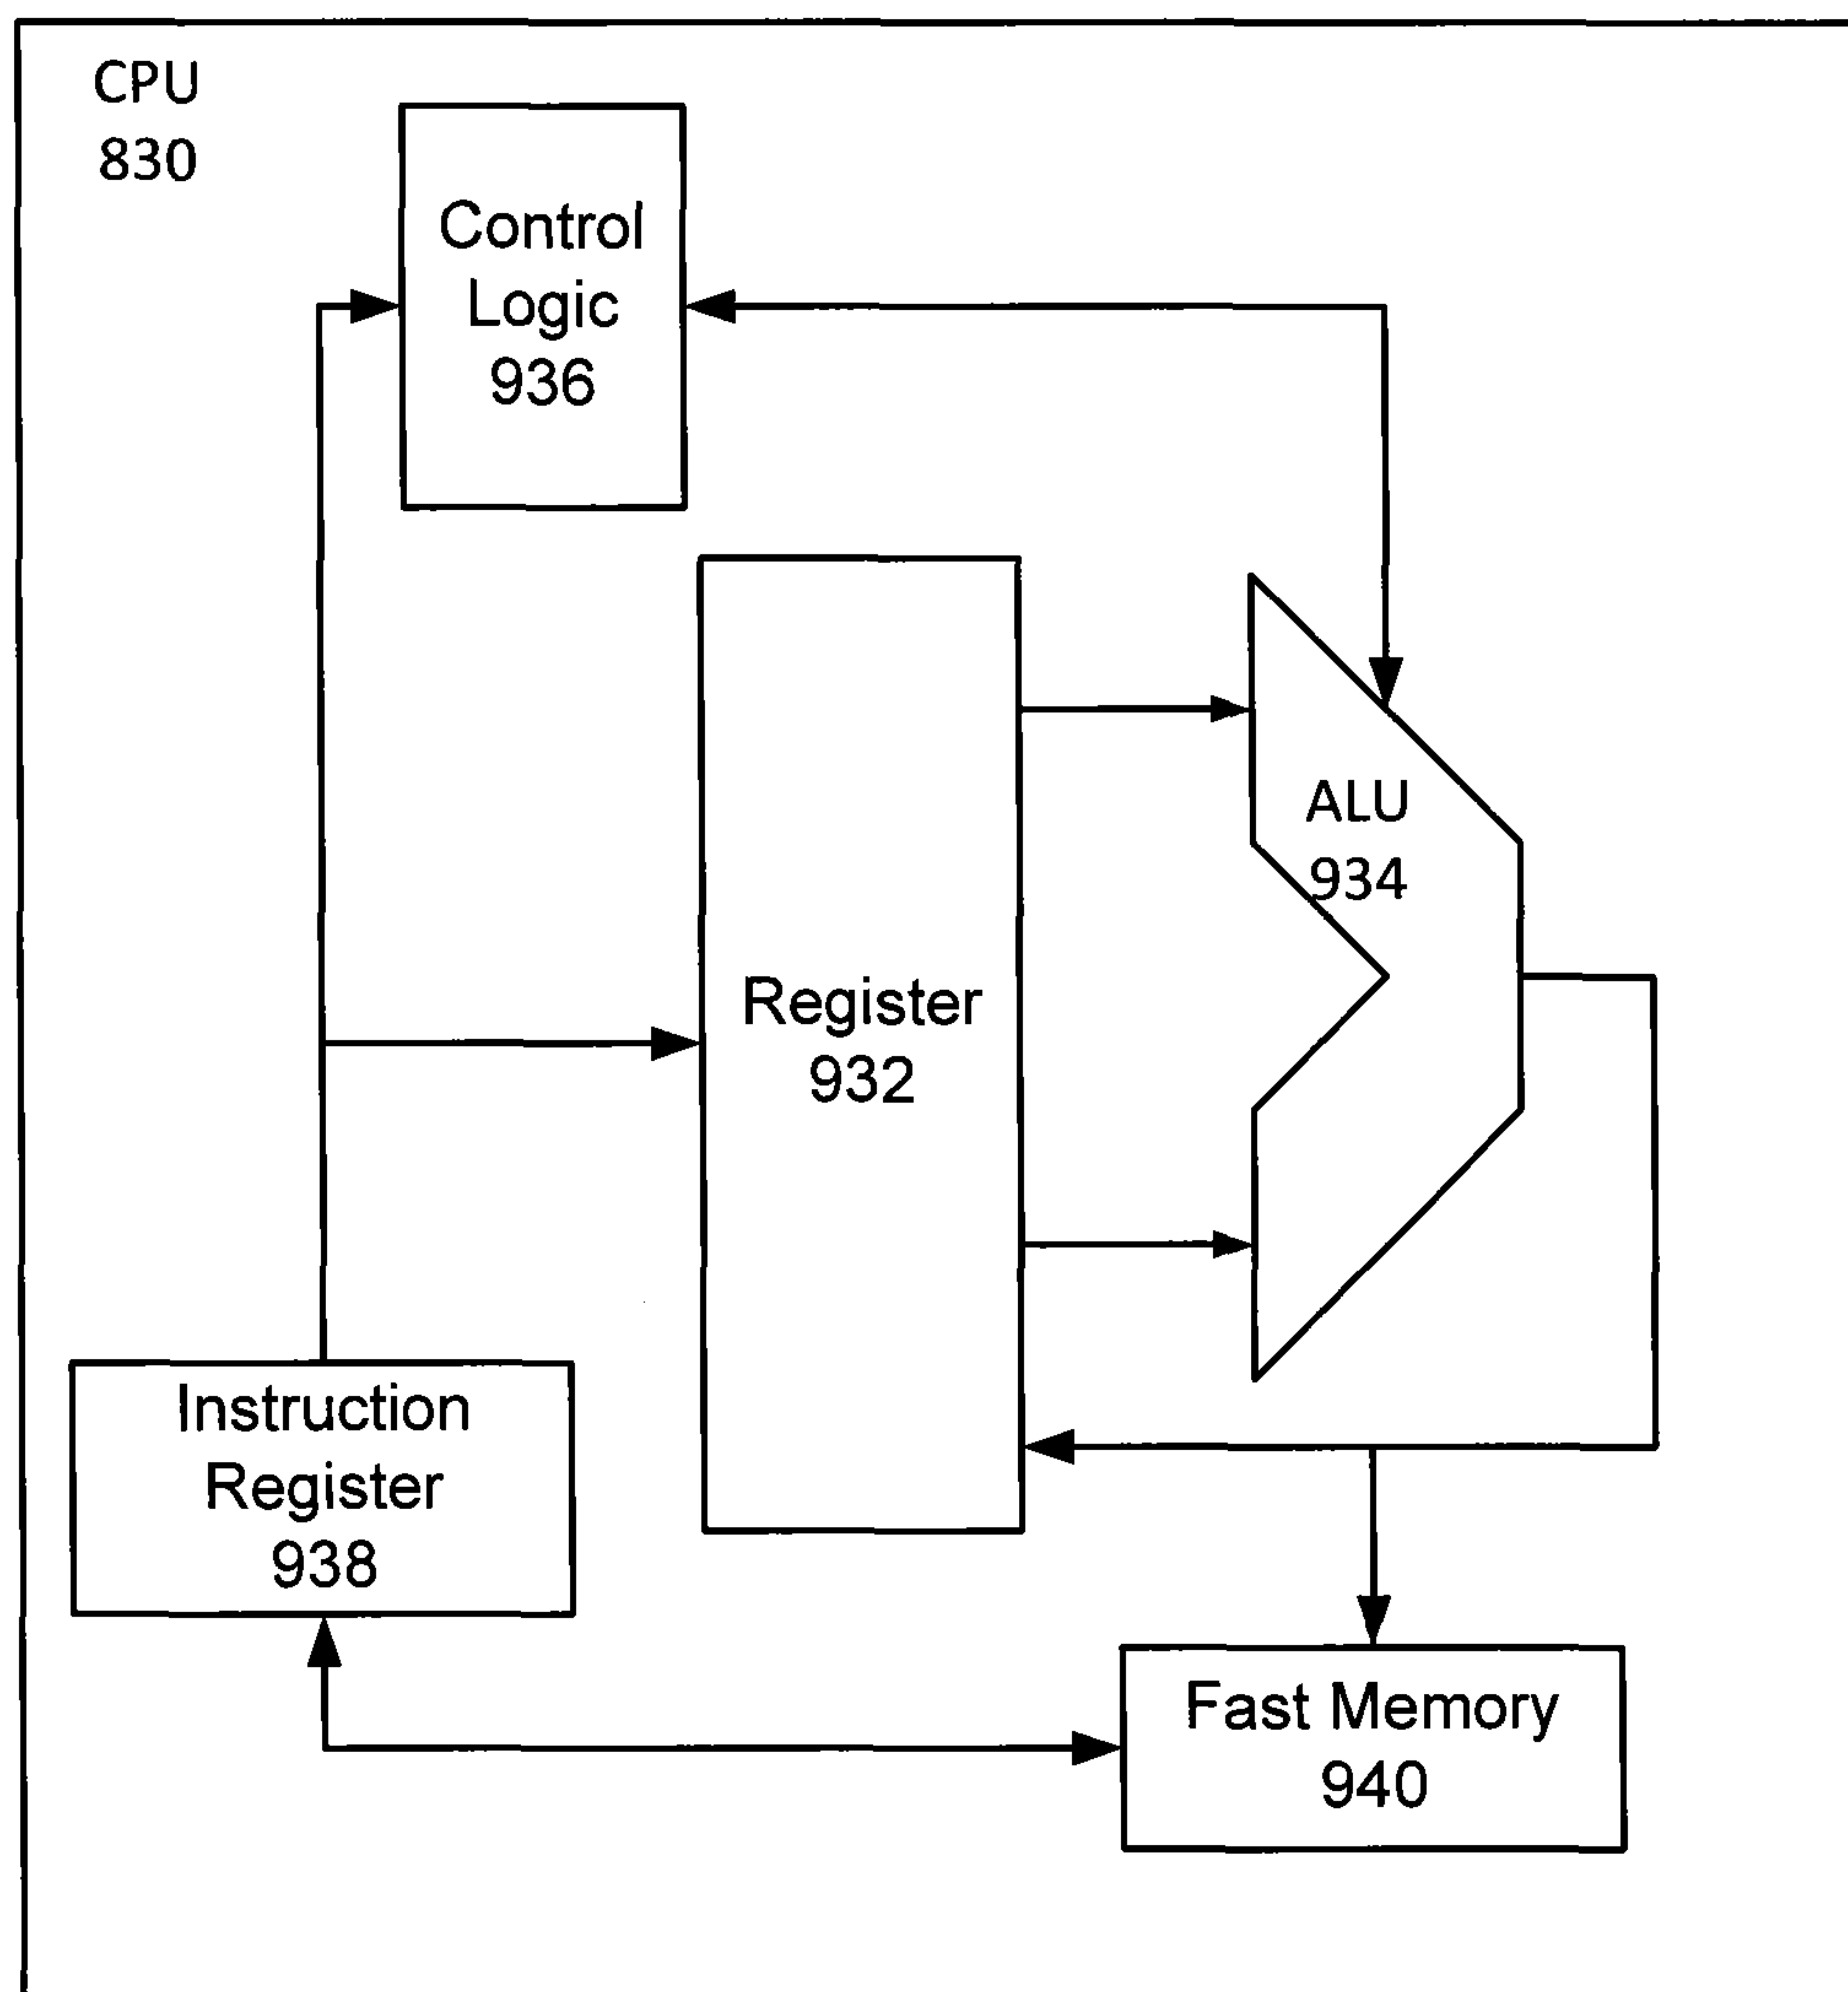 CPU
830
Control
Logic
936
ALU
934
Register
932
Instruction
Register
938
Fast Memory
940